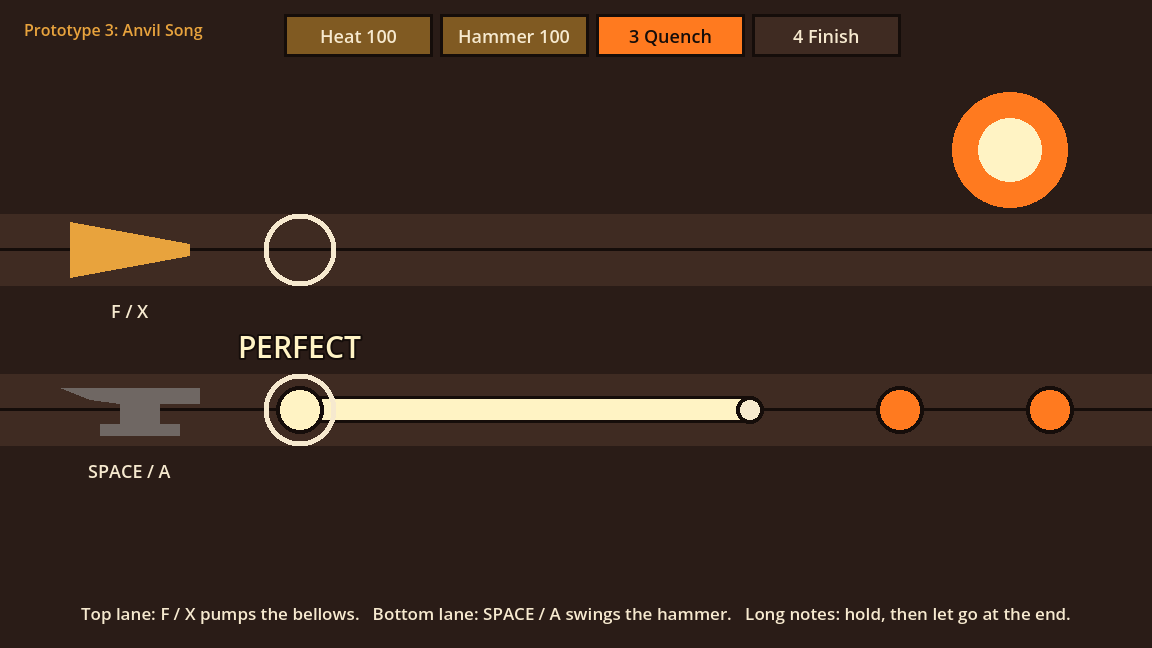 Prototype 3: Anvil Song
Heat 100
Hammer 100
3 Quench
4 Finish
F / X
PERFECT
SPACE / A
Top lane: F / X pumps the bellows.   Bottom lane: SPACE / A swings the hammer.   Long notes: hold, then let go at the end.